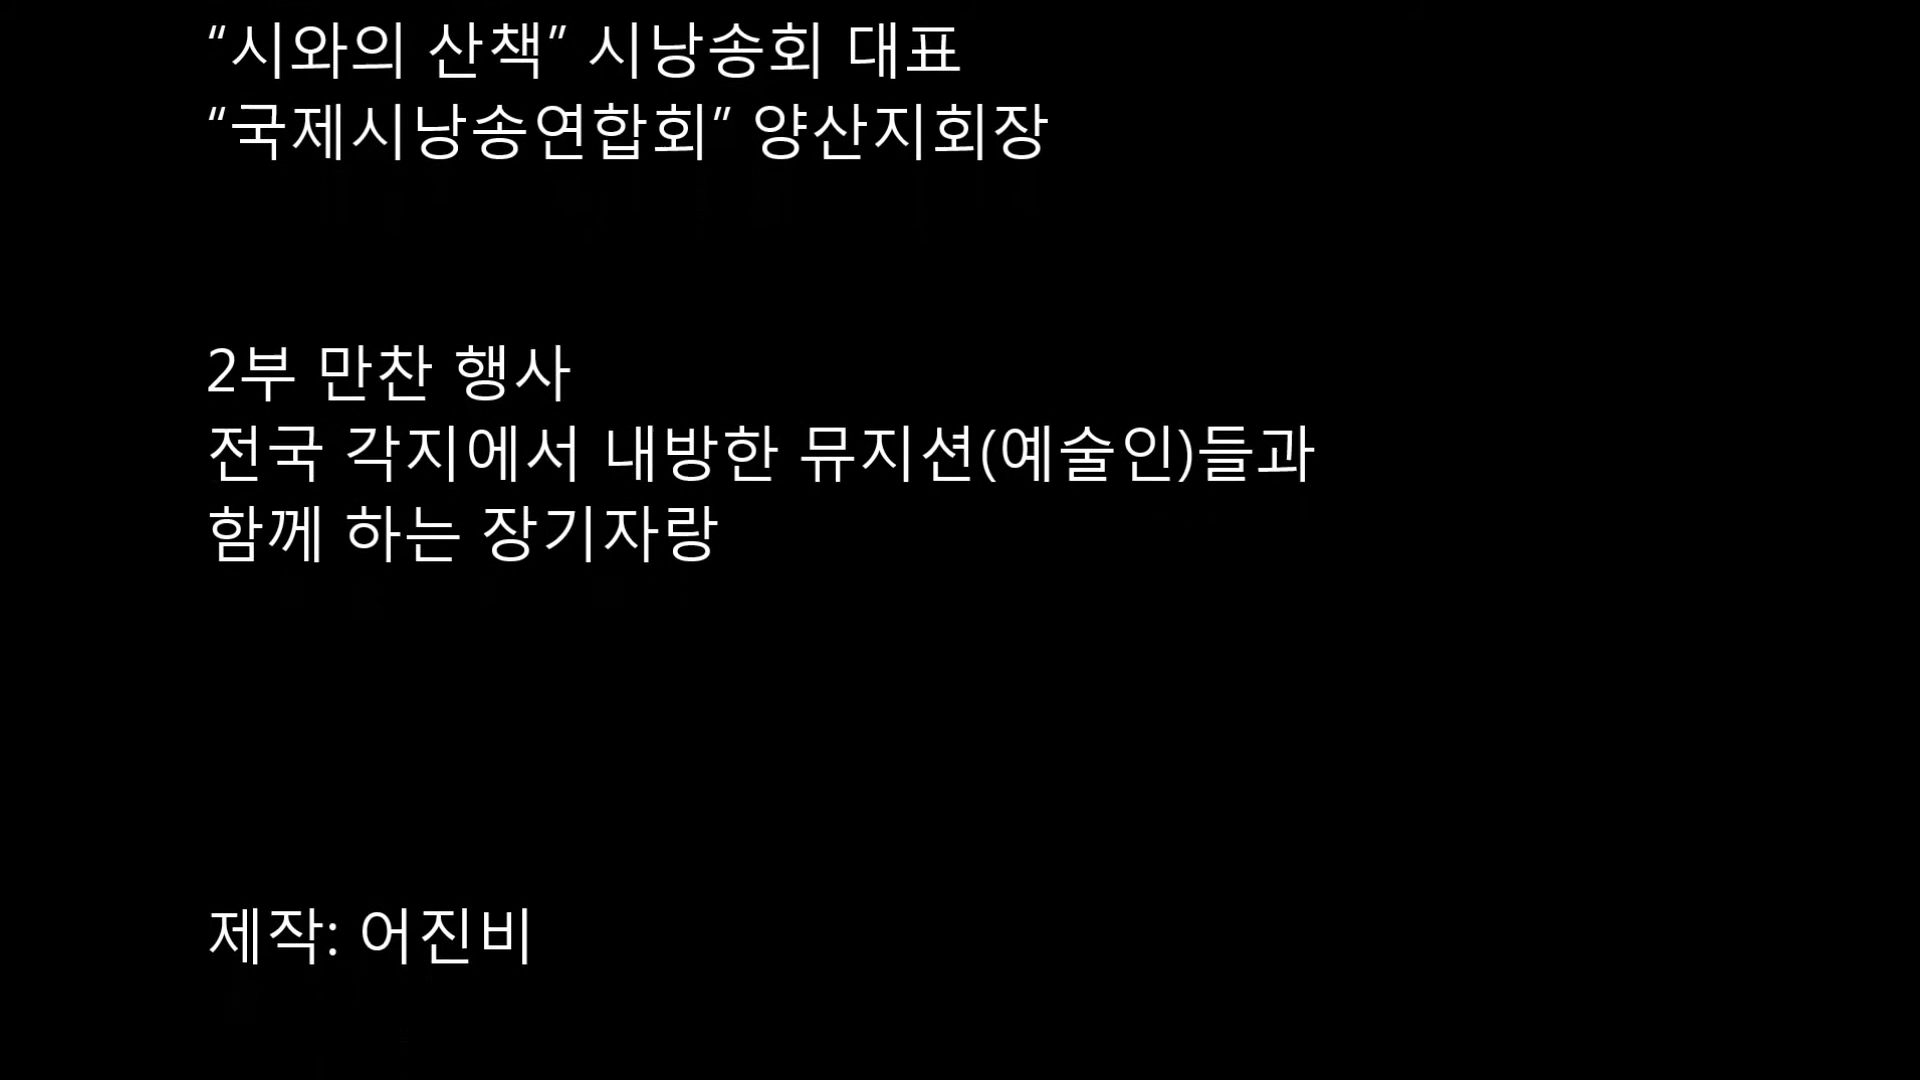 “시와의 산책” 시낭송회 대표
“국제시낭송연합회” 양산지회장
2부 만찬 행사
전국 각지에서 내방한 뮤지션(예술인)들과
함께 하는 장기자랑
제작: 어진비